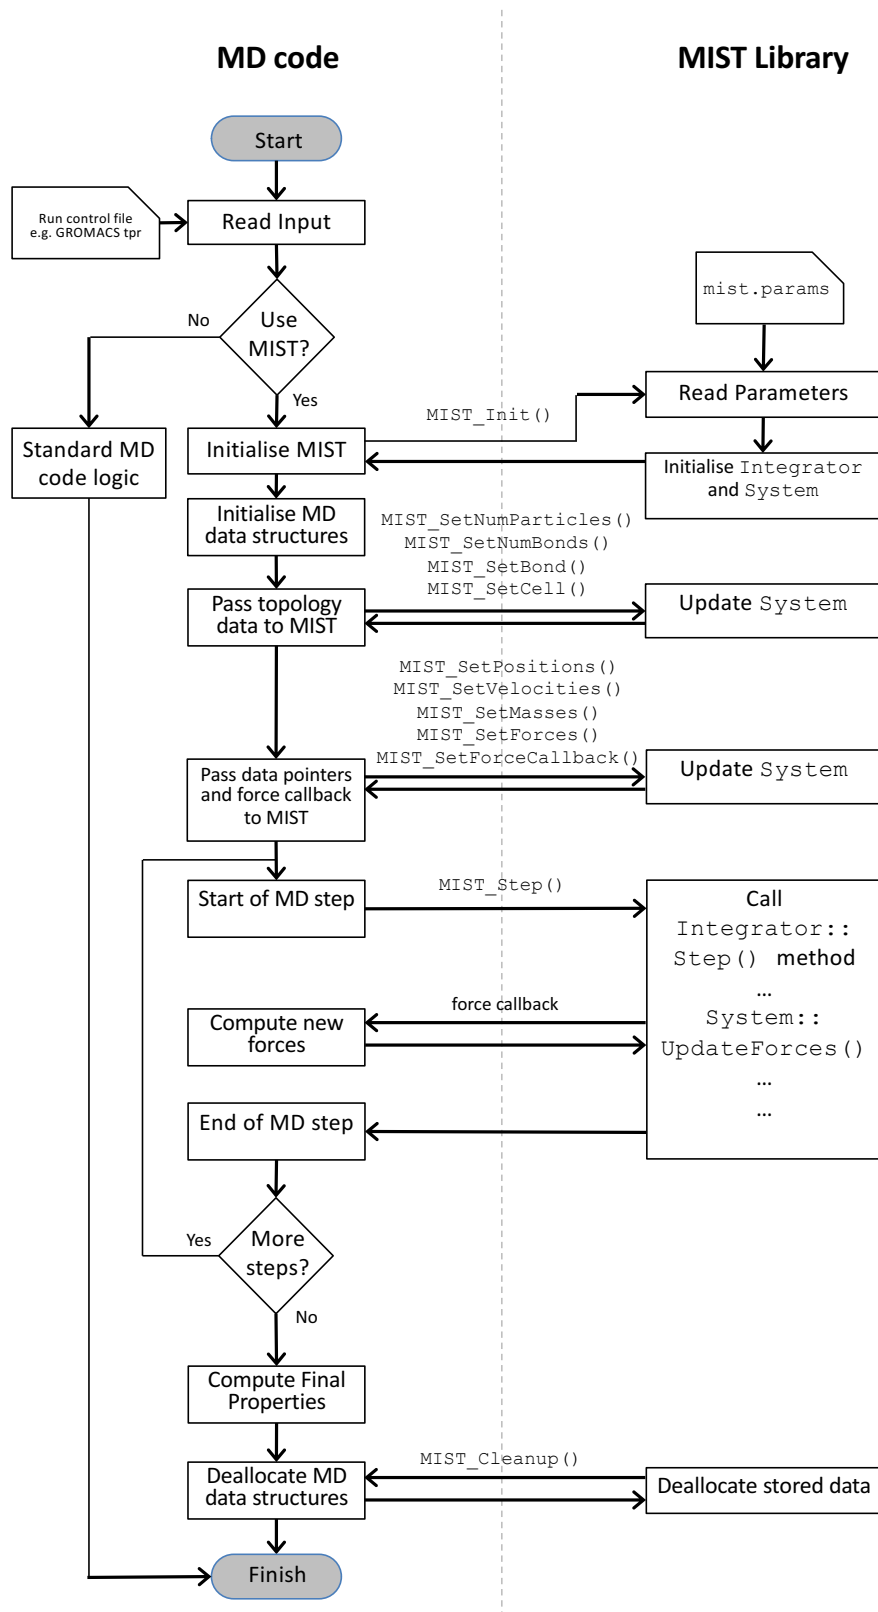 MD code
MIST Library
Start
Run control file
e.g. GROMACS tpr
Read Input
mist.params
No
Use
MIST?
Yes
Read Parameters
MIST_Init()
Standard MD
code logic
Initialise MIST
Initialise Integrator
and System
Initialise MD
data structures
MIST_SetNumParticles()
MIST_SetNumBonds()
MIST_SetBond()
MIST_SetCell()
Pass topology
data to MIST
Update System
MIST_SetPositions()
MIST_SetVelocities()
MIST_SetMasses()
MIST_SetForces()
MIST_SetForceCallback()
Pass data pointers
and force callback
to MIST
Update System
Start of MD step
MIST_Step()
Call
Integrator::
Step() method
…
System::
UpdateForces()
…
…
force callback
Compute new
forces
End of MD step
Yes
More
steps?
No
Compute Final
Properties
MIST_Cleanup()
Deallocate MD
data structures
Deallocate stored data
Finish